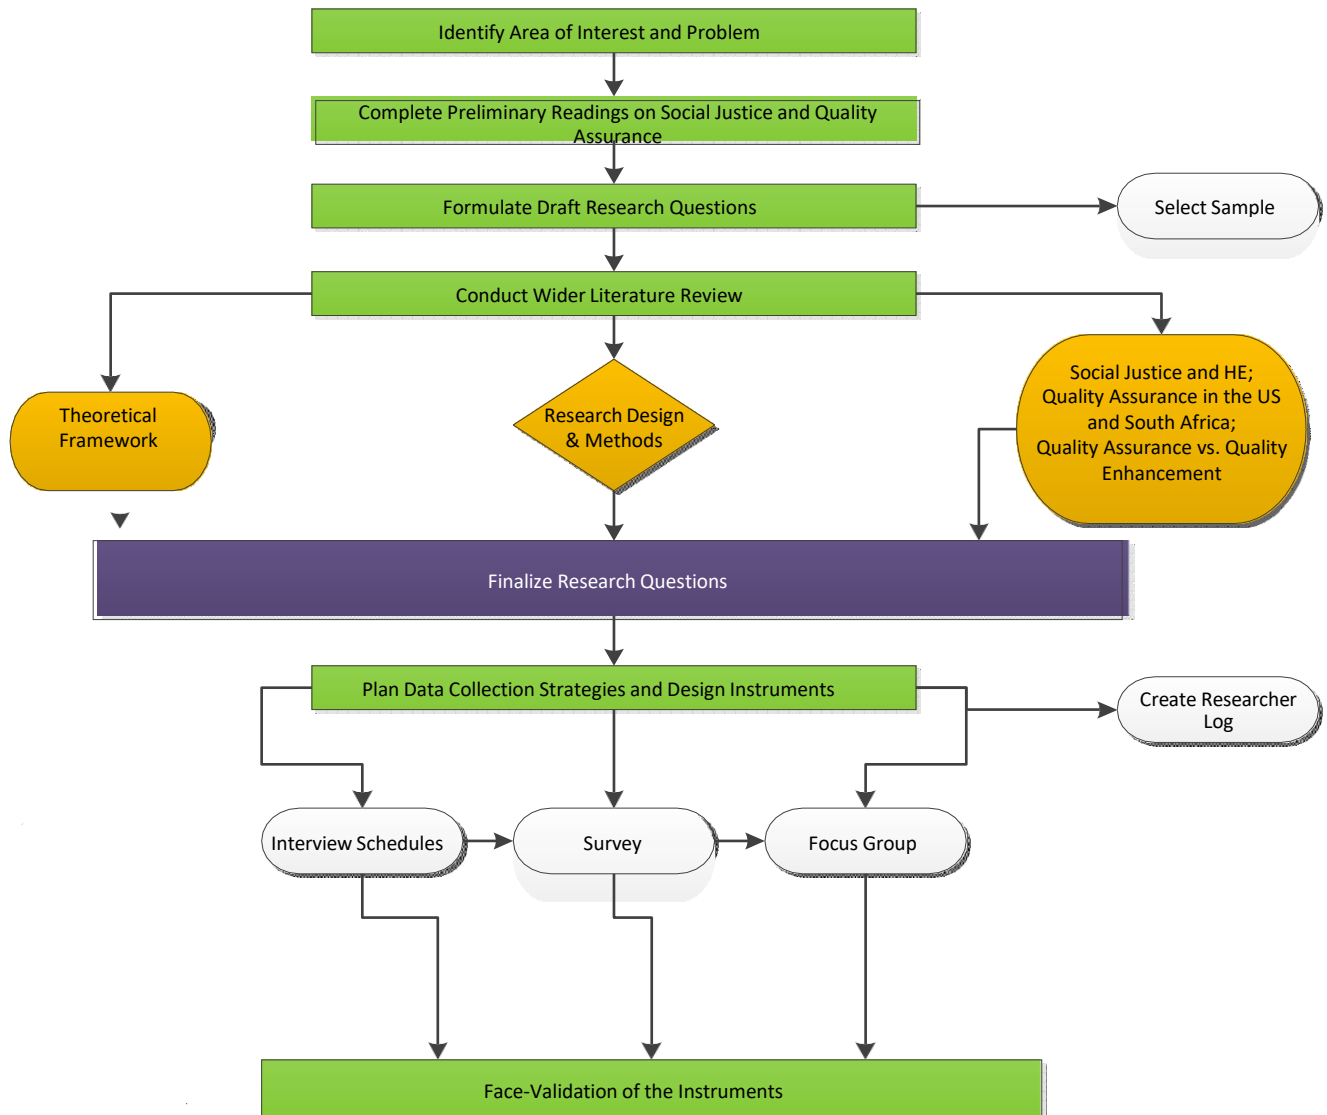 Identify Area of Interest and Problem
Complete Preliminary Readings on Social Justice and Quality
Assurance
Formulate Draft Research Questions
Select Sample
Conduct Wider Literature Review
Theoretical
Framework
Research Design
& Methods
Social Justice and HE;
Quality Assurance in the US
and South Africa;
Quality Assurance vs. Quality
Enhancement
Finalize Research Questions
Plan Data Collection Strategies and Design Instruments
Create Researcher
Log
Interview Schedules
Survey
Focus Group
Face-Validation of the Instruments